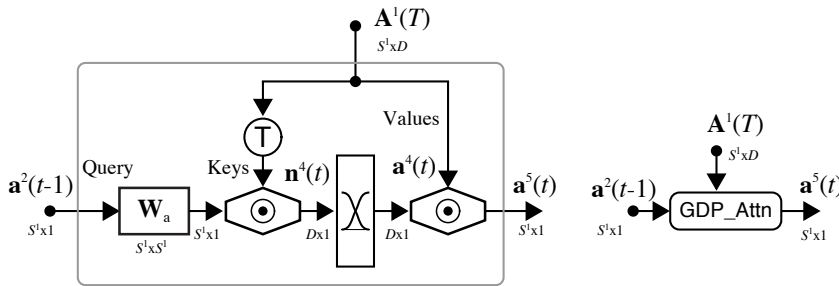 A¹(T)
S¹xD
T
Values
Query
Keys
n⁴(t)
a⁴(t)
a²(t-1)
a⁵(t)
Wₐ
S¹x1
S¹xS¹
S¹x1
Dx1
Dx1
S¹x1
A¹(T)
S¹xD
a²(t-1)
a⁵(t)
GDP_Attn
S¹x1
S¹x1